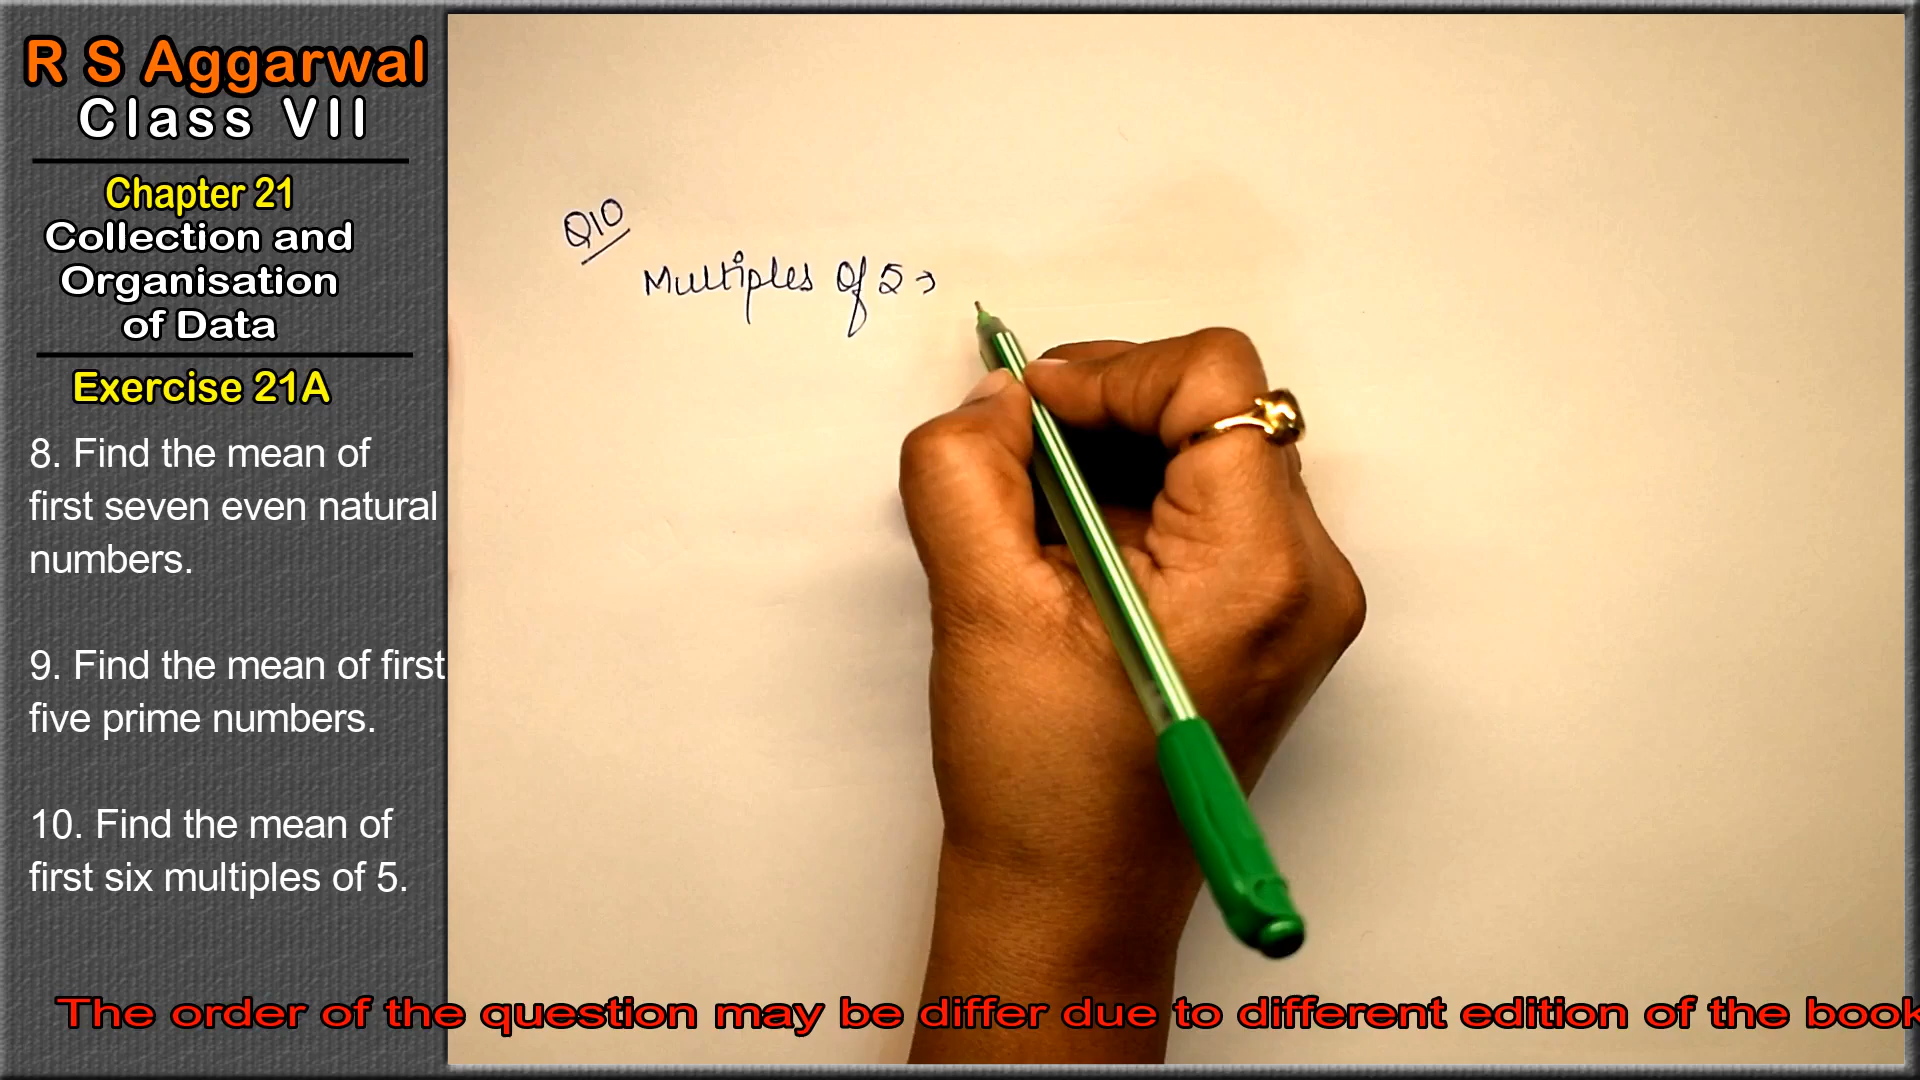 R S Aggarwal
Class VII
Chapter 21
Collection and
Organisation
of Data
Exercise 21A
8. Find the mean of
first seven even natural
numbers.
9. Find the mean of first
five prime numbers.
10. Find the mean of
first six multiples of 5.
Q10
Multiples of 5 →
The order of the question may be differ due to different edition of the book